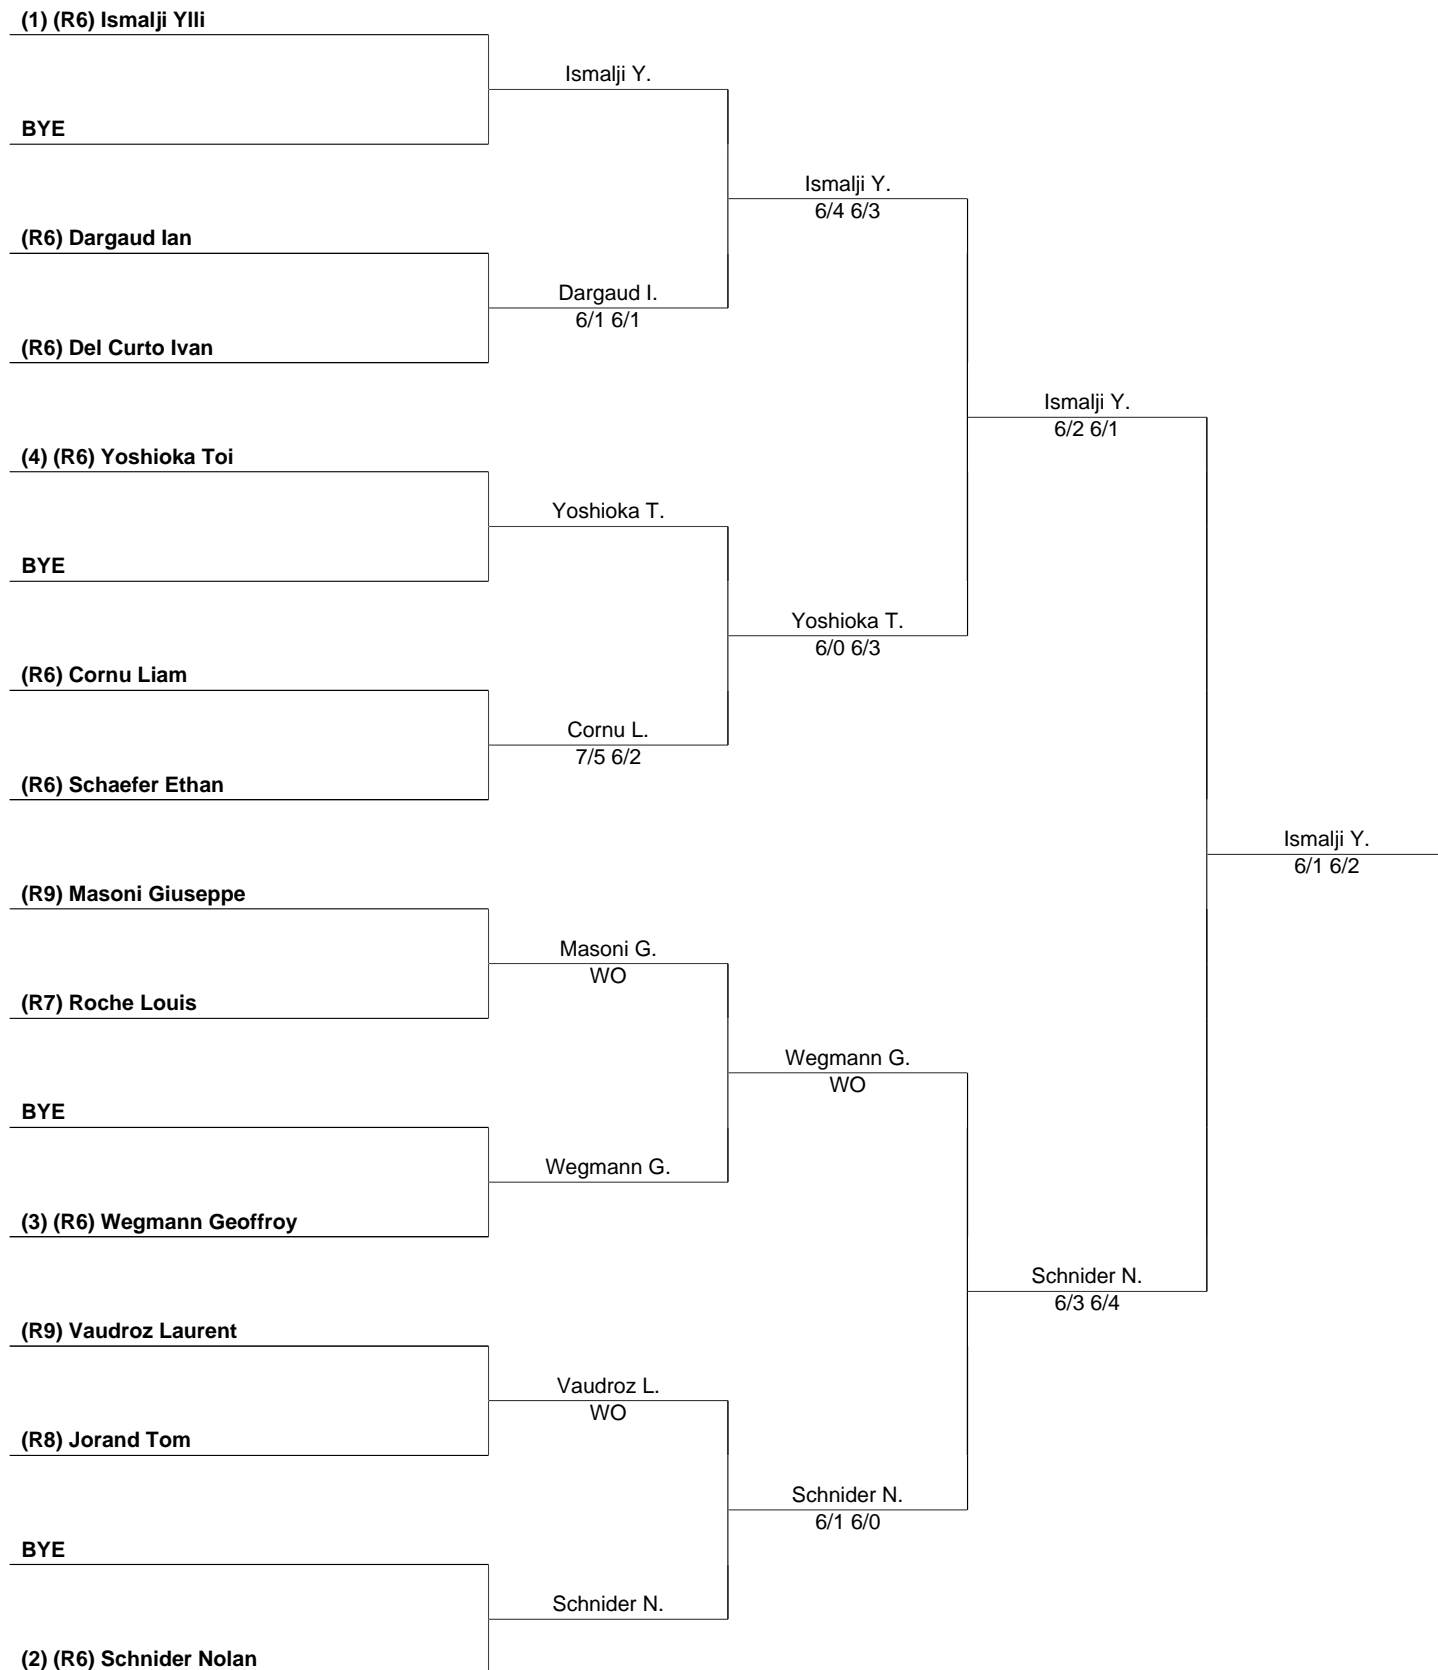 (1) (R6) Ismalji Ylli
Ismalji Y.
BYE
Ismalji Y.
6/4 6/3
(R6) Dargaud Ian
Dargaud I.
6/1 6/1
(R6) Del Curto Ivan
Ismalji Y.
6/2 6/1
(4) (R6) Yoshioka Toi
Yoshioka T.
BYE
Yoshioka T.
6/0 6/3
(R6) Cornu Liam
Cornu L.
7/5 6/2
(R6) Schaefer Ethan
Ismalji Y.
6/1 6/2
(R9) Masoni Giuseppe
Masoni G.
WO
(R7) Roche Louis
Wegmann G.
WO
BYE
Wegmann G.
(3) (R6) Wegmann Geoffroy
Schnider N.
6/3 6/4
(R9) Vaudroz Laurent
Vaudroz L.
WO
(R8) Jorand Tom
Schnider N.
6/1 6/0
BYE
Schnider N.
(2) (R6) Schnider Nolan